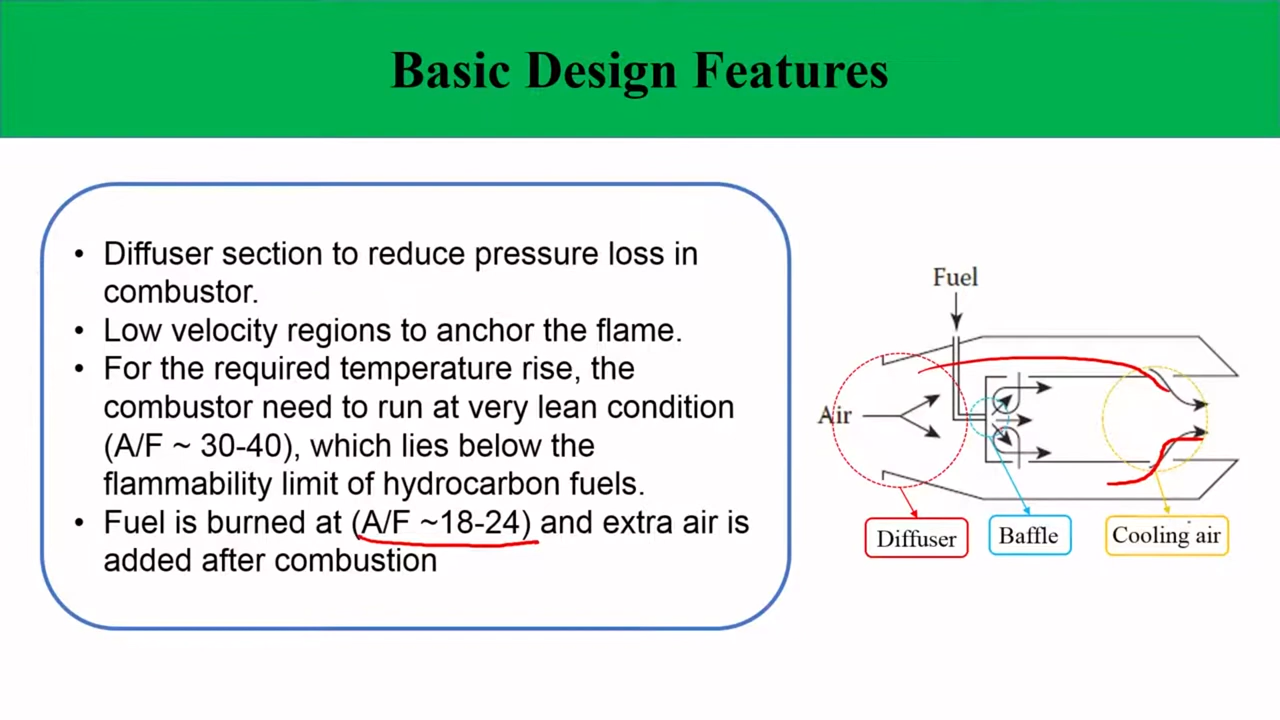 Basic Design Features
• Diffuser section to reduce pressure loss in
combustor.
• Low velocity regions to anchor the flame.
• For the required temperature rise, the
combustor need to run at very lean condition
(A/F ~ 30-40), which lies below the
flammability limit of hydrocarbon fuels.
• Fuel is burned at (A/F ~18-24) and extra air is
added after combustion
Fuel
Air
Diffuser
Baffle
Cooling air